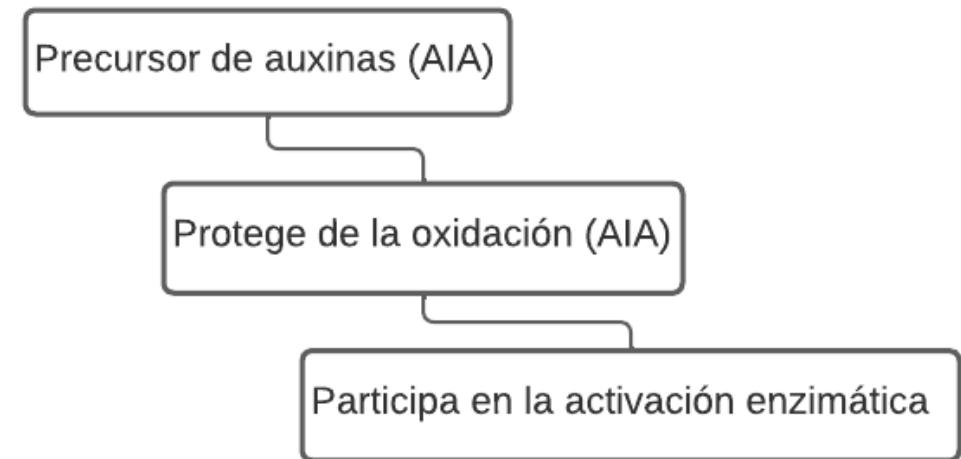 Precursor de auxinas (AIA)
Protege de la oxidación (AIA)
Participa en la activación enzimática